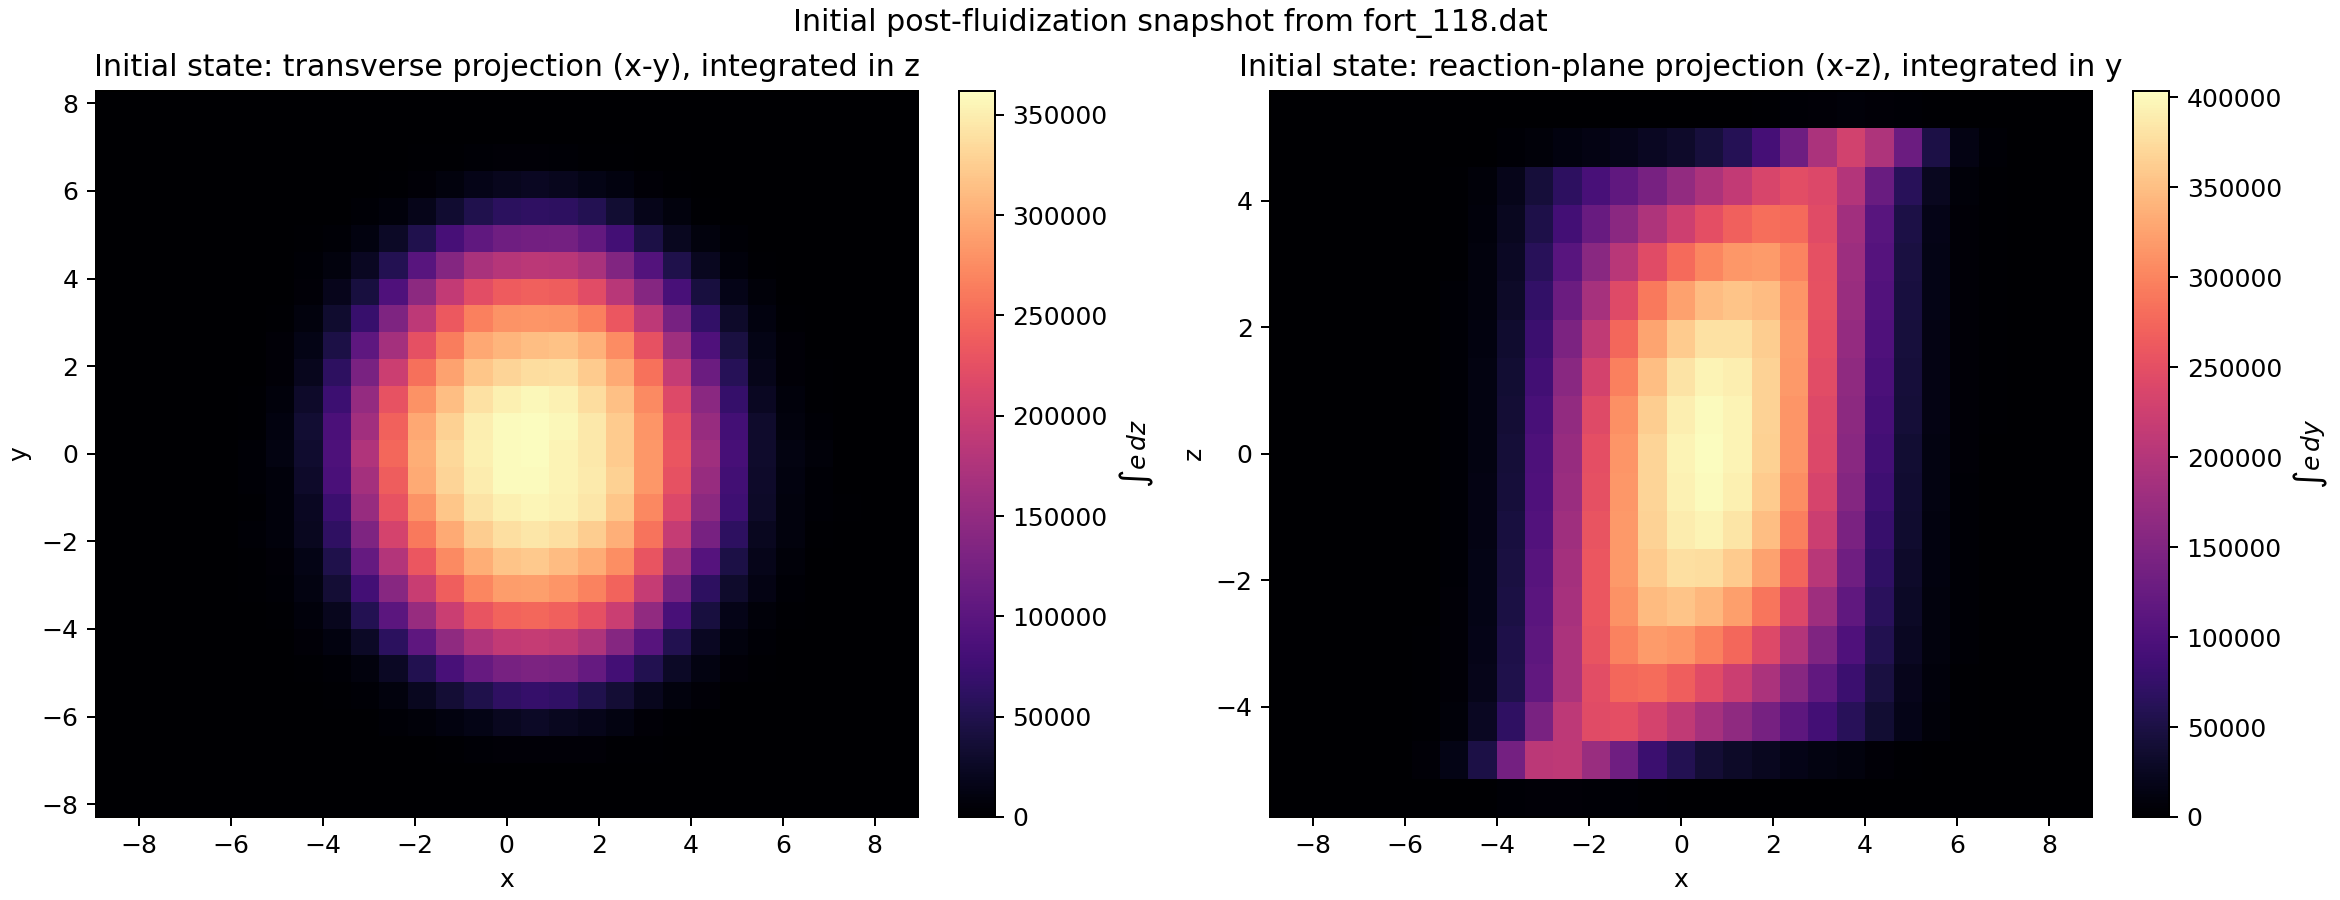 Initial post-fluidization snapshot from fort_118.dat
Initial state: transverse projection (x-y), integrated in z
8
6
4
2
0
−2
−4
−6
−8
y
−8 −6 −4 −2 0 2 4 6 8
x
350000
300000
250000
200000
150000
100000
50000
0
∫e dz
Initial state: reaction-plane projection (x-z), integrated in y
4
2
0
−2
−4
z
−8 −6 −4 −2 0 2 4 6 8
x
400000
350000
300000
250000
200000
150000
100000
50000
0
∫e dy